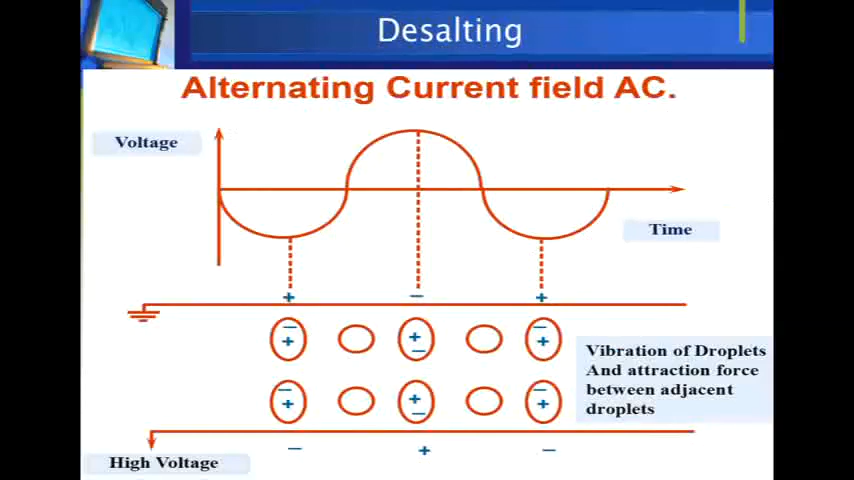 Desalting
Alternating Current field AC.
Voltage
Time
+ − +
− + −
+ − +
− + −
+ − +
Vibration of Droplets
And attraction force
between adjacent
droplets
− + −
High Voltage